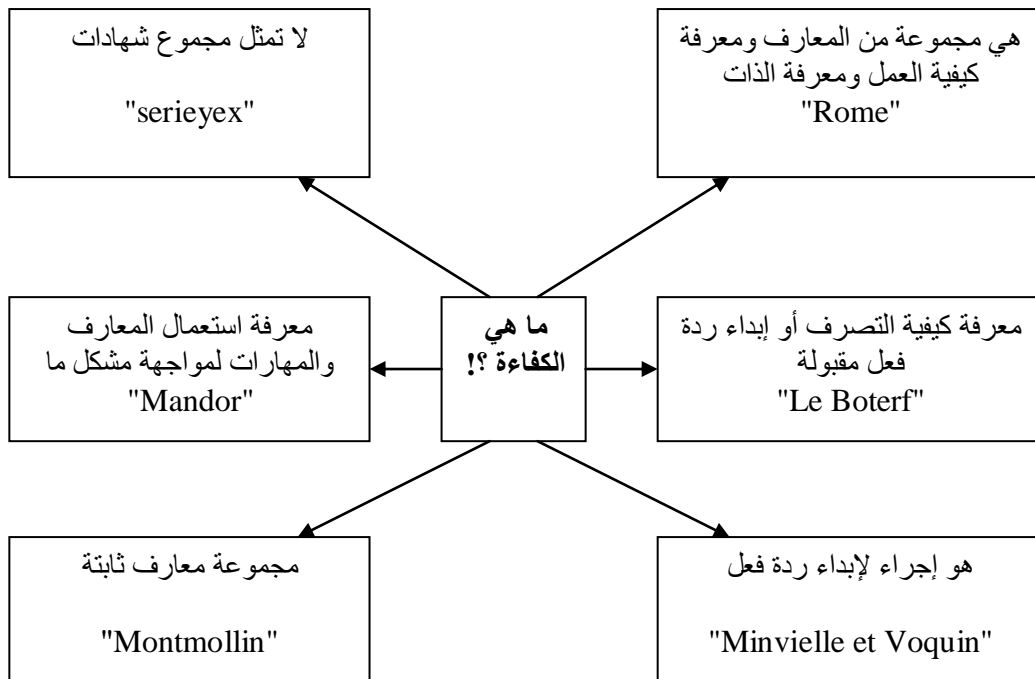 هي مجموعة من المعارف ومعرفة
كيفية العمل ومعرفة الذات
"Rome"
لا تمثل مجموع شهادات
"serieyex"
معرفة كيفية التصرف أو إبداء ردة
فعل مقبولة
"Le Boterf"
ما هي
الكفاءة ؟!
معرفة استعمال المعارف
والمهارات لمواجهة مشكل ما
"Mandor"
هو إجراء لإبداء ردة فعل
"Minvielle et Voquin"
مجموعة معارف ثابتة
"Montmollin"